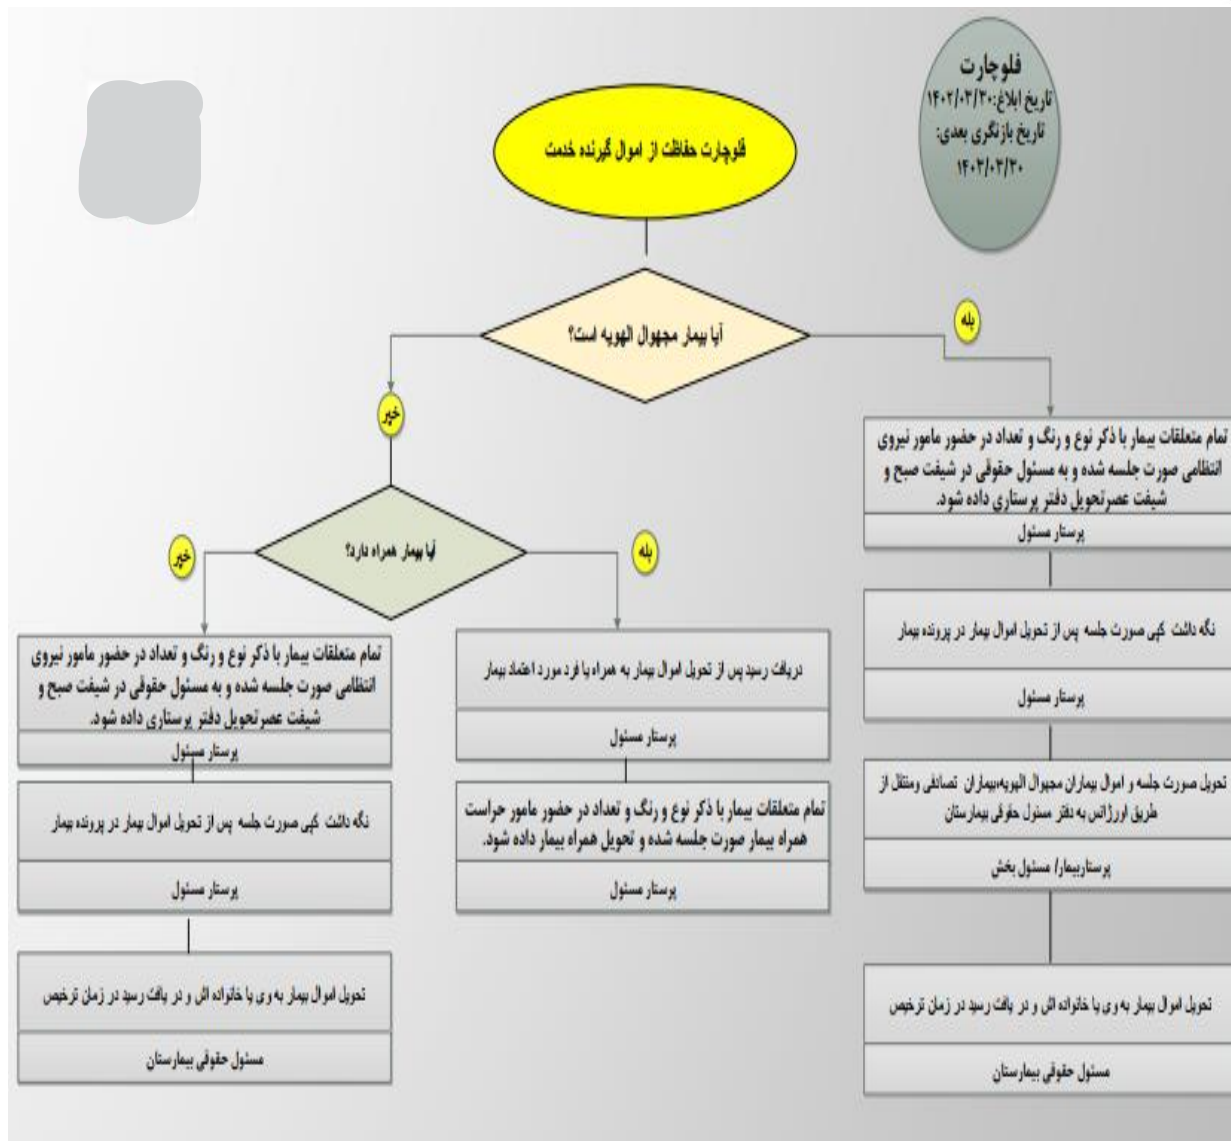 فلوچارت
تاریخ ابلاغ:۱۴۰۲/۰۳/۳۰
تاریخ بازنگری بعدی:
۱۴۰۳/۰۳/۳۰
فلوچارت حفاظت از اموال گیرنده خدمت
آیا بیمار مجهوال الهویه است؟
بله
خیر
تمام متعلقات بیمار با ذکر نوع و رنگ و تعداد در حضور مامور نیروی
انتظامی صورت جلسه شده و به مسئول حقوقی در شیفت صبح و
شیفت عصرتحویل دفتر پرستاری داده شود.
پرستار مسئول
نگه داشت کپی صورت جلسه پس از تحویل اموال بیمار در پرونده بیمار
پرستار مسئول
تحویل صورت جلسه و اموال بیماران مجهوال الهویه،بیماران تصادفی ومنتقل از
طریق اورژانس به دفتر مسئول حقوقی بیمارستان
پرستاربیمار/ مسئول بخش
تحویل اموال بیمار به وی یا خانواده اش و در یافت رسید در زمان ترخیص
مسئول حقوقی بیمارستان
آیا بیمار همراه دارد؟
بله
خیر
دریافت رسید پس از تحویل اموال بیمار به همراه یا فرد مورد اعتماد بیمار
پرستار مسئول
تمام متعلقات بیمار با ذکر نوع و رنگ و تعداد در حضور مامور حراست
همراه بیمار صورت جلسه شده و تحویل همراه بیمار داده شود.
پرستار مسئول
تمام متعلقات بیمار با ذکر نوع و رنگ و تعداد در حضور مامور نیروی
انتظامی صورت جلسه شده و به مسئول حقوقی در شیفت صبح و
شیفت عصرتحویل دفتر پرستاری داده شود.
پرستار مسئول
نگه داشت کپی صورت جلسه پس از تحویل اموال بیمار در پرونده بیمار
پرستار مسئول
تحویل اموال بیمار به وی یا خانواده اش و در یافت رسید در زمان ترخیص
مسئول حقوقی بیمارستان